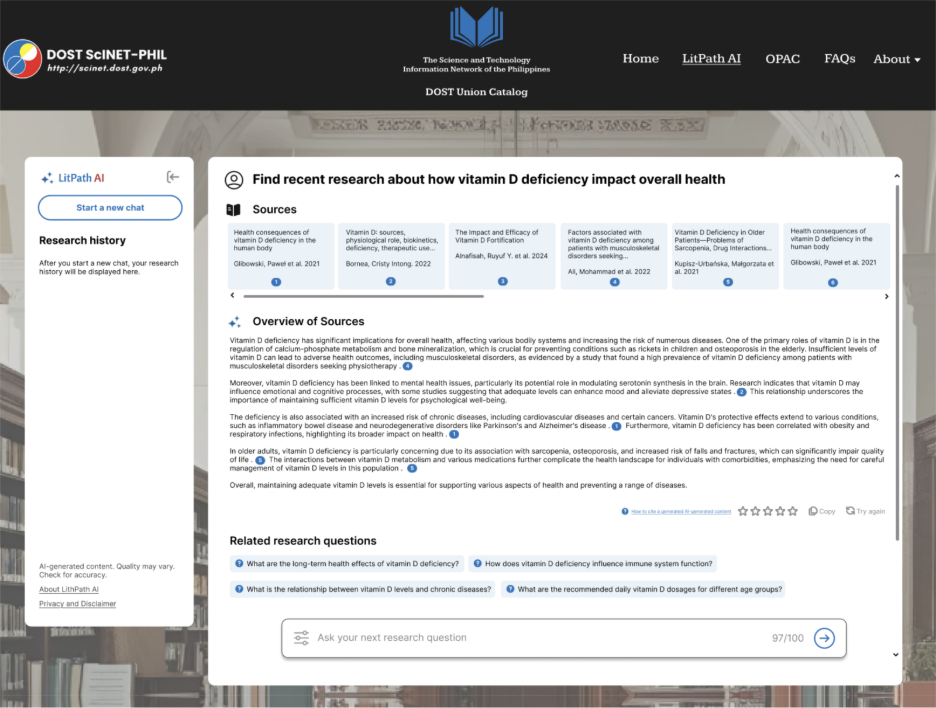 DOST SciNET-PHIL
http://scinet.dost.gov.ph
The Science and Technology
Information Network of the Philippines
DOST Union Catalog
Home
LitPath AI
OPAC
FAQs
About
LitPath AI
Start a new chat
Research history
After you start a new chat, your research
history will be displayed here.
AI-generated content. Quality may vary.
Check for accuracy.
About LithPath AI
Privacy and Disclaimer
Find recent research about how vitamin D deficiency impact overall health
Sources
Health consequences of
vitamin D deficiency in the
human body
Glibowski, Paweł et al. 2021
1
Vitamin D: sources,
physiological role, biokinetics,
deficiency, therapeutic use...
Bornea, Cristy Intong. 2022
2
The Impact and Efficacy of
Vitamin D Fortification
Alnafisah, Ruyuf Y. et al. 2024
3
Factors associated with
vitamin D deficiency among
patients with musculoskeletal
disorders seeking...
Ali, Mohammad et al. 2022
4
Vitamin D Deficiency in Older
Patients—Problems of
Sarcopenia, Drug Interactions...
Kupisz-Urbańska, Małgorzata et
al. 2021
5
Health consequences of
vitamin D deficiency in the
human body
Glibowski, Paweł et al. 2021
6
Overview of Sources
Vitamin D deficiency has significant implications for overall health, affecting various bodily systems and increasing the risk of numerous diseases. One of the primary roles of vitamin D is in the
regulation of calcium-phosphate metabolism and bone mineralization, which is crucial for preventing conditions such as rickets in children and osteoporosis in the elderly. Insufficient levels of
vitamin D can lead to adverse health outcomes, including musculoskeletal disorders, as evidenced by a study that found a high prevalence of vitamin D deficiency among patients with
musculoskeletal disorders seeking physiotherapy . 4
Moreover, vitamin D deficiency has been linked to mental health issues, particularly its potential role in modulating serotonin synthesis in the brain. Research indicates that vitamin D may
influence emotional and cognitive processes, with some studies suggesting that adequate levels can enhance mood and alleviate depressive states . 2 This relationship underscores the
importance of maintaining sufficient vitamin D levels for psychological well-being.
The deficiency is also associated with an increased risk of chronic diseases, including cardiovascular diseases and certain cancers. Vitamin D's protective effects extend to various conditions,
such as inflammatory bowel disease and neurodegenerative disorders like Parkinson's and Alzheimer's disease . 1 Furthermore, vitamin D deficiency has been correlated with obesity and
respiratory infections, highlighting its broader impact on health . 1
In older adults, vitamin D deficiency is particularly concerning due to its association with sarcopenia, osteoporosis, and increased risk of falls and fractures, which can significantly impair quality
of life . 5 The interactions between vitamin D metabolism and various medications further complicate the health landscape for individuals with comorbidities, emphasizing the need for careful
management of vitamin D levels in this population . 5
Overall, maintaining adequate vitamin D levels is essential for supporting various aspects of health and preventing a range of diseases.
How to cite a generated AI-generated content
Copy
Try again
Related research questions
What are the long-term health effects of vitamin D deficiency?
How does vitamin D deficiency influence immune system function?
What is the relationship between vitamin D levels and chronic diseases?
What are the recommended daily vitamin D dosages for different age groups?
Ask your next research question
97/100